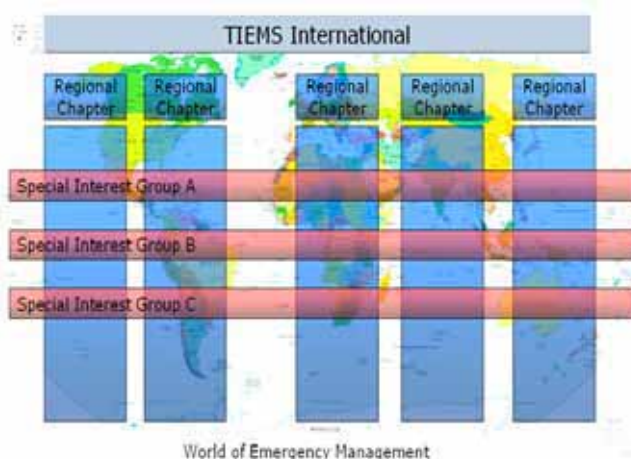 TIEMS International
Regional Chapter
Regional Chapter
Regional Chapter
Regional Chapter
Regional Chapter
Special Interest Group A
Special Interest Group B
Special Interest Group C
World of Emergency Management